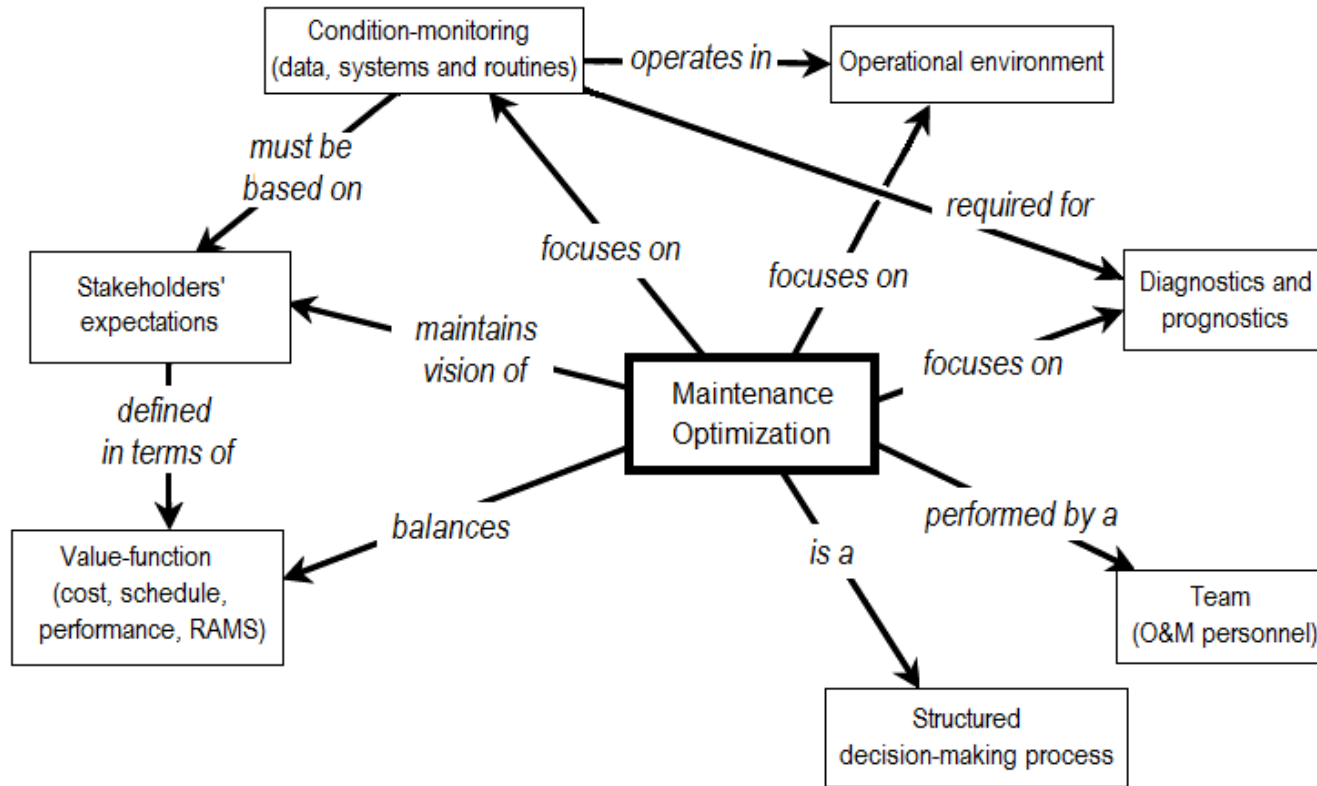 Condition-monitoring
(data, systems and routines)
operates in
Operational environment
must be
based on
required for
focuses on
focuses on
Stakeholders'
expectations
Diagnostics and
prognostics
maintains
vision of
focuses on
Maintenance
Optimization
defined
in terms of
balances
performed by a
is a
Value-function
(cost, schedule,
performance, RAMS)
Team
(O&M personnel)
Structured
decision-making process